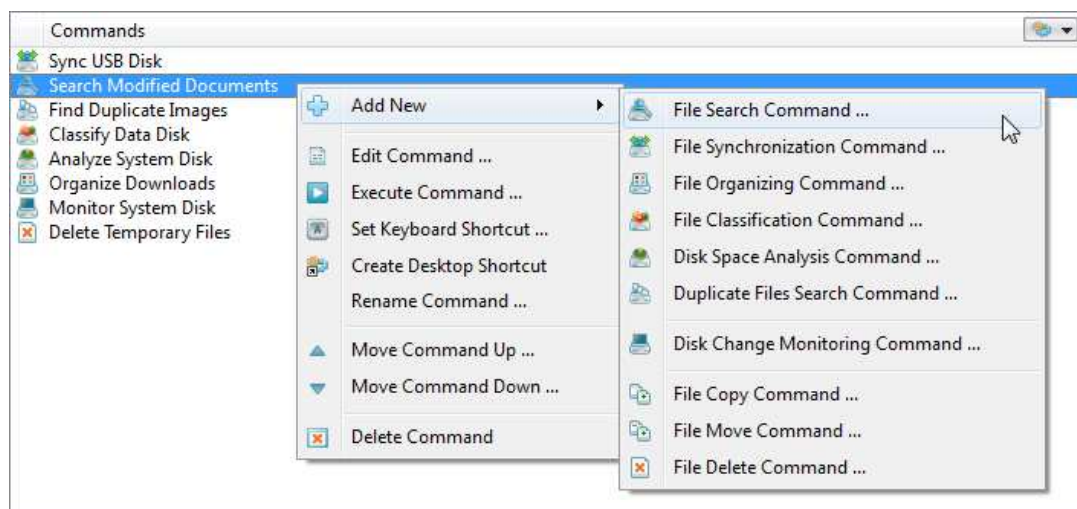 Commands
Sync USB Disk
Search Modified Documents
Find Duplicate Images
Classify Data Disk
Analyze System Disk
Organize Downloads
Monitor System Disk
Delete Temporary Files
Add New
Edit Command ...
Execute Command ...
Set Keyboard Shortcut ...
Create Desktop Shortcut
Rename Command ...
Move Command Up ...
Move Command Down ...
Delete Command
File Search Command ...
File Synchronization Command ...
File Organizing Command ...
File Classification Command ...
Disk Space Analysis Command ...
Duplicate Files Search Command ...
Disk Change Monitoring Command ...
File Copy Command ...
File Move Command ...
File Delete Command ...